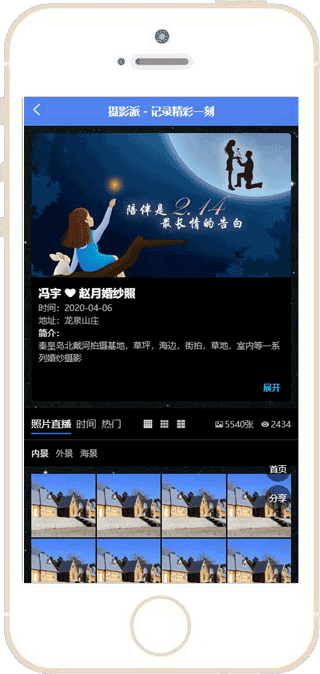 摄影派 - 记录精彩一刻
陪伴是 2.14
最长情的告白
冯宇 ❤ 赵月婚纱照
时间：2020-04-06
地址：龙泉山庄
简介：
秦皇岛北戴河拍摄基地，草坪，海边，街拍，草地，室内等一系
列婚纱摄影
展开
照片直播 时间 热门 5540张 2434
内景 外景 海景
首页
分享